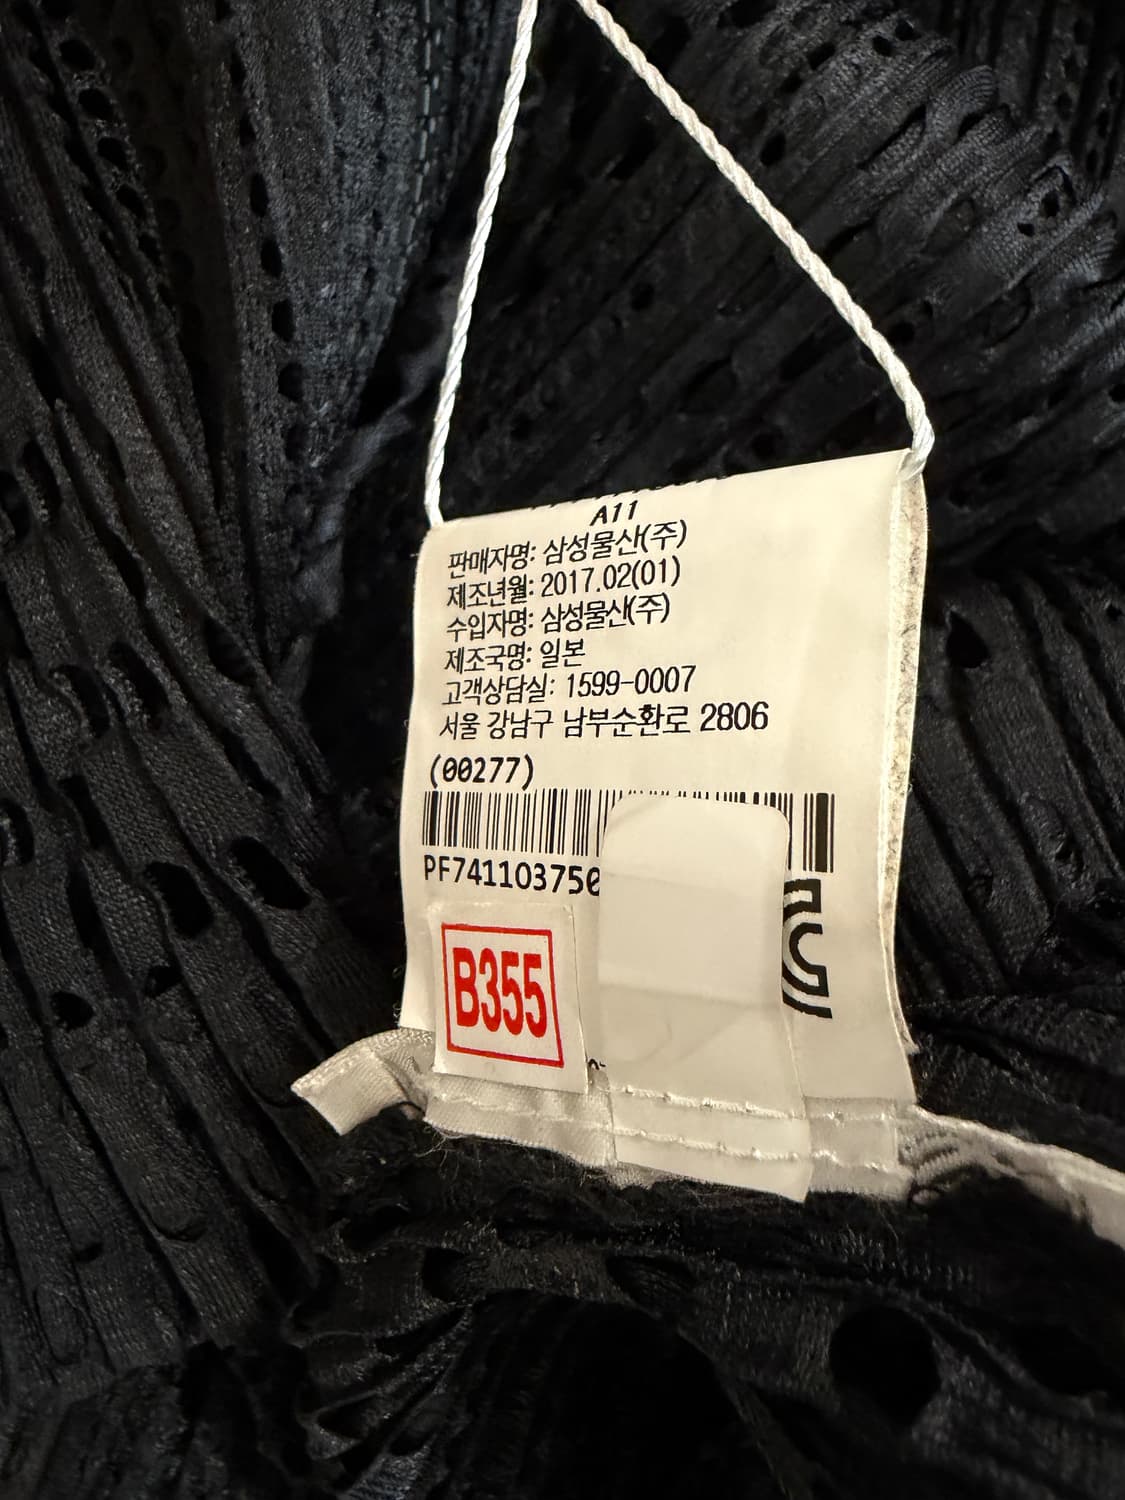 A11
판매자명: 삼성물산(주)
제조년월: 2017.02(01)
수입자명: 삼성물산(주)
제조국명: 일본
고객상담실: 1599-0007
서울 강남구 남부순환로 2806
(00277)
PF741103750
B355